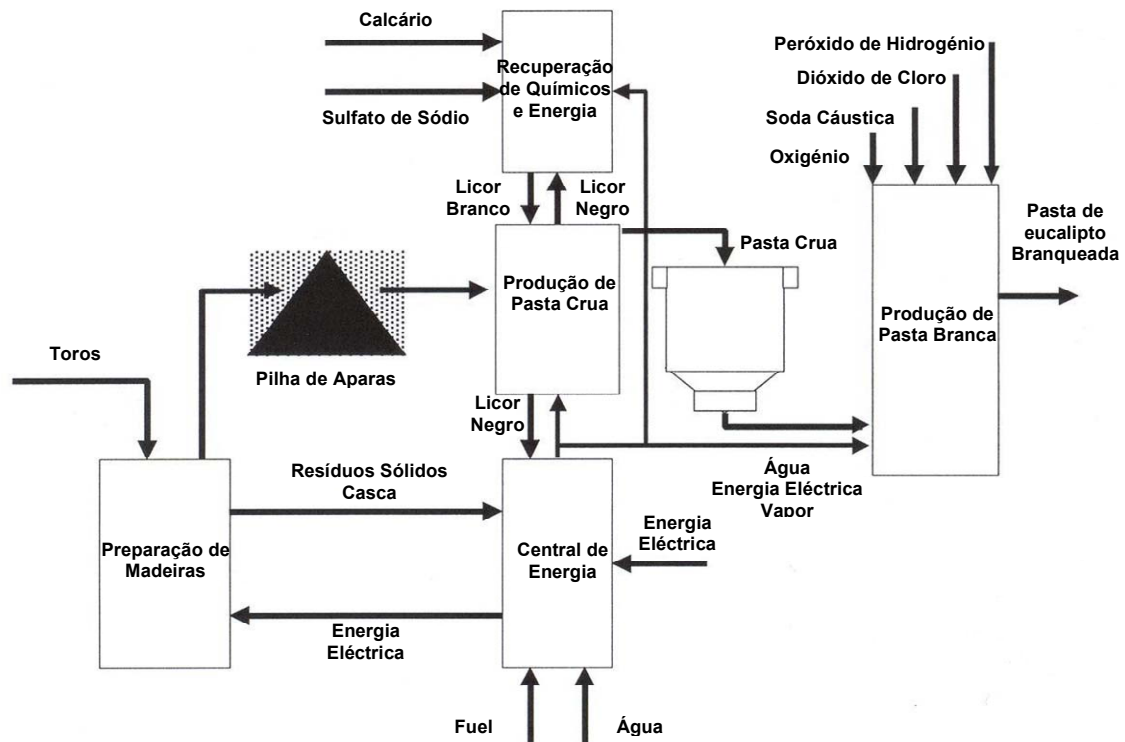 Calcário
Sulfato de Sódio
Recuperação
de Químicos
e Energia
Peróxido de Hidrogénio
Dióxido de Cloro
Soda Cáustica
Oxigénio
Licor
Branco
Licor
Negro
Pasta Crua
Pasta de
eucalipto
Branqueada
Produção de
Pasta Crua
Produção de
Pasta Branca
Toros
Pilha de Aparas
Licor
Negro
Água
Energia Eléctrica
Vapor
Resíduos Sólidos
Casca
Energia
Eléctrica
Preparação de
Madeiras
Central de
Energia
Energia
Eléctrica
Fuel
Água